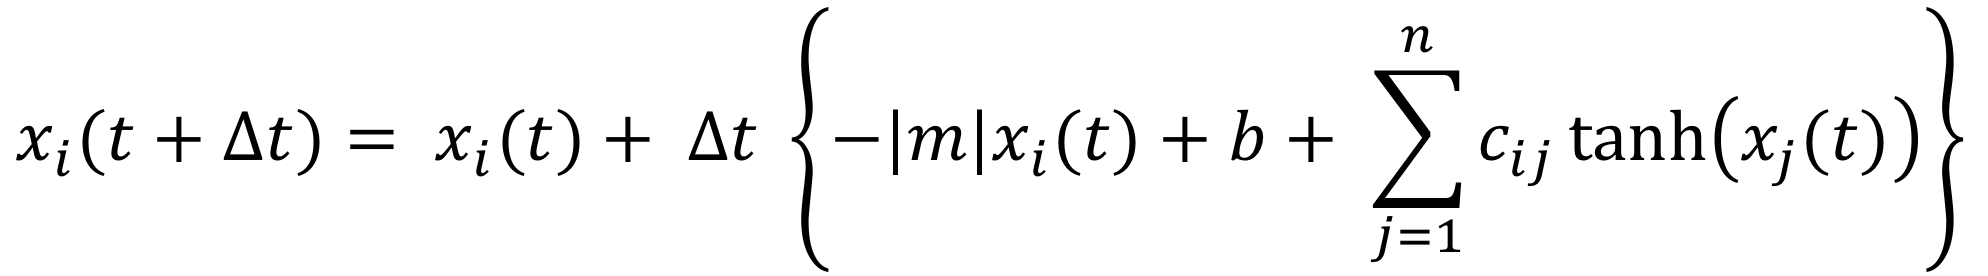 x_i(t + Δt) = x_i(t) + Δt {−|m|x_i(t) + b + ∑_{j=1}^{n} c_{ij} tanh(x_j(t))}